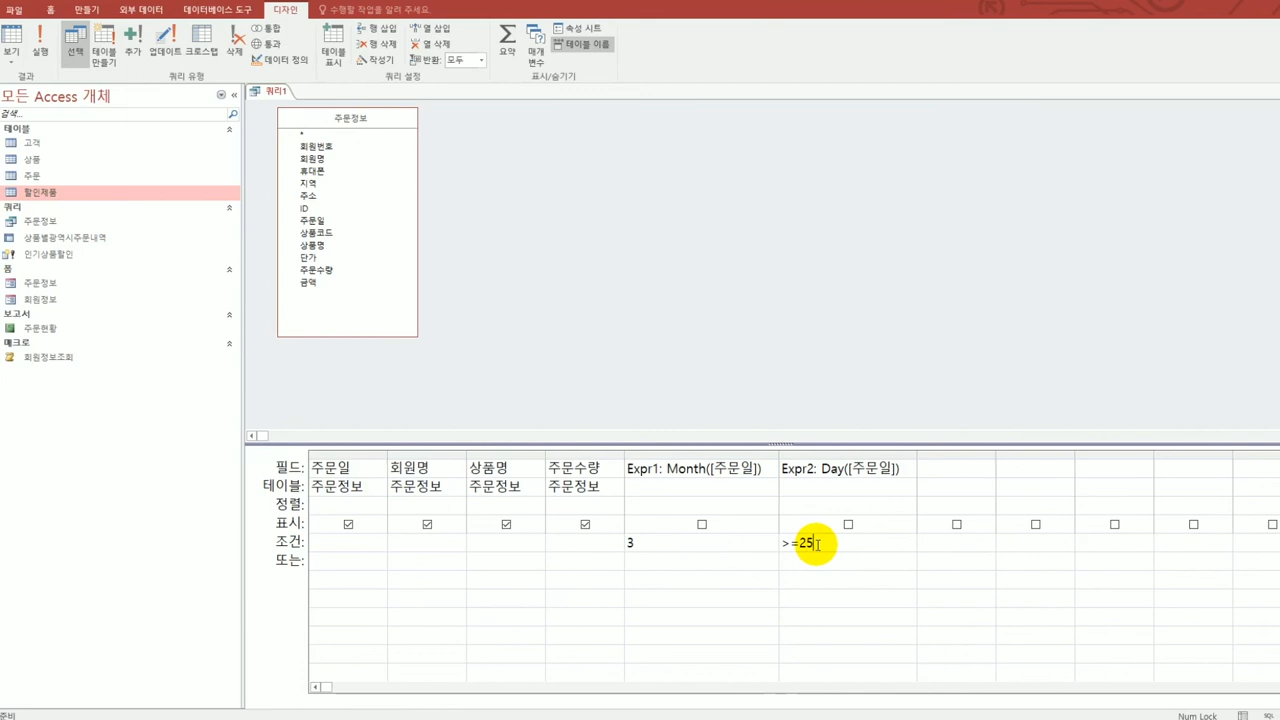 파일 홈 만들기 외부 데이터 데이터베이스 도구 디자인 수행할 작업을 알려 주세요.
보기 실행 선택 테이블 만들기 추가 업데이트 크로스탭 삭제 통합 통과 데이터 정의 테이블 표시 행 삽입 행 삭제 작성기 열 삽입 열 삭제 반환: 모두 요약 매개 변수 속성 시트 테이블 이름
결과 쿼리 유형 쿼리 설정 표시/숨기기
모든 Access 개체 «
검색...
테이블
고객
상품
주문
할인제품
쿼리
주문정보
상품별광역시주문내역
인기상품할인
폼
주문정보
회원정보
보고서
주문현황
매크로
회원정보조회
쿼리1
주문정보
*
회원번호
회원명
휴대폰
지역
주소
ID
주문일
상품코드
상품명
단가
주문수량
금액
필드: 주문일 회원명 상품명 주문수량 Expr1: Month([주문일]) Expr2: Day([주문일])
테이블: 주문정보 주문정보 주문정보 주문정보
정렬:
표시:
조건: 3 >=25
또는:
준비 Num Lock